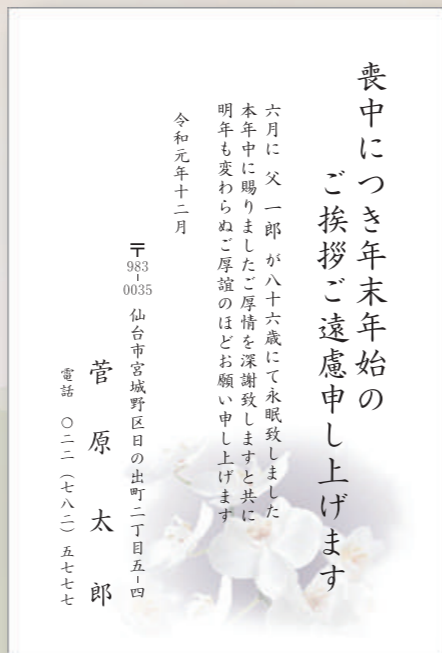 喪中につき年末年始の
ご挨拶ご遠慮申し上げます
六月に 父 一郎 が八十六歳にて永眠致しました
本年中に賜りましたご厚情を深謝致しますと共に
明年も変わらぬご厚誼のほどお願い申し上げます
令和元年十二月
〒983-0035 仙台市宮城野区日の出町二丁目五-四
菅原太郎
電話 〇二二(七八二)五七七七